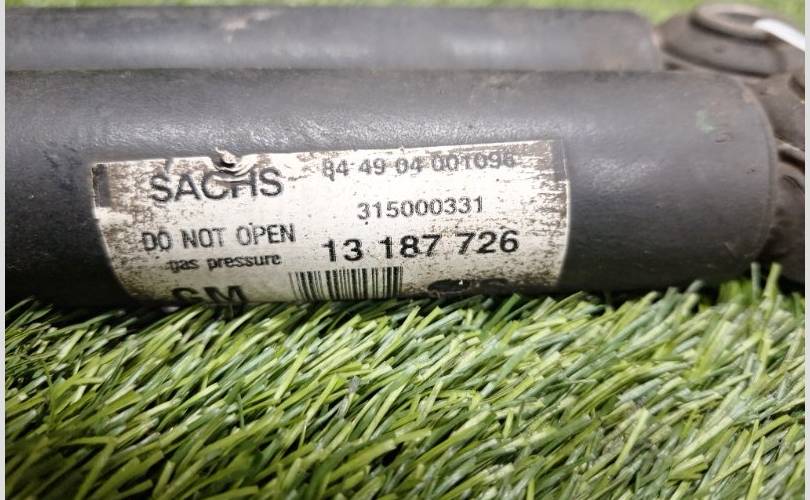 SACHS 84 49 04 001096
315000331
DO NOT OPEN 13 187 726
gas pressure
GM